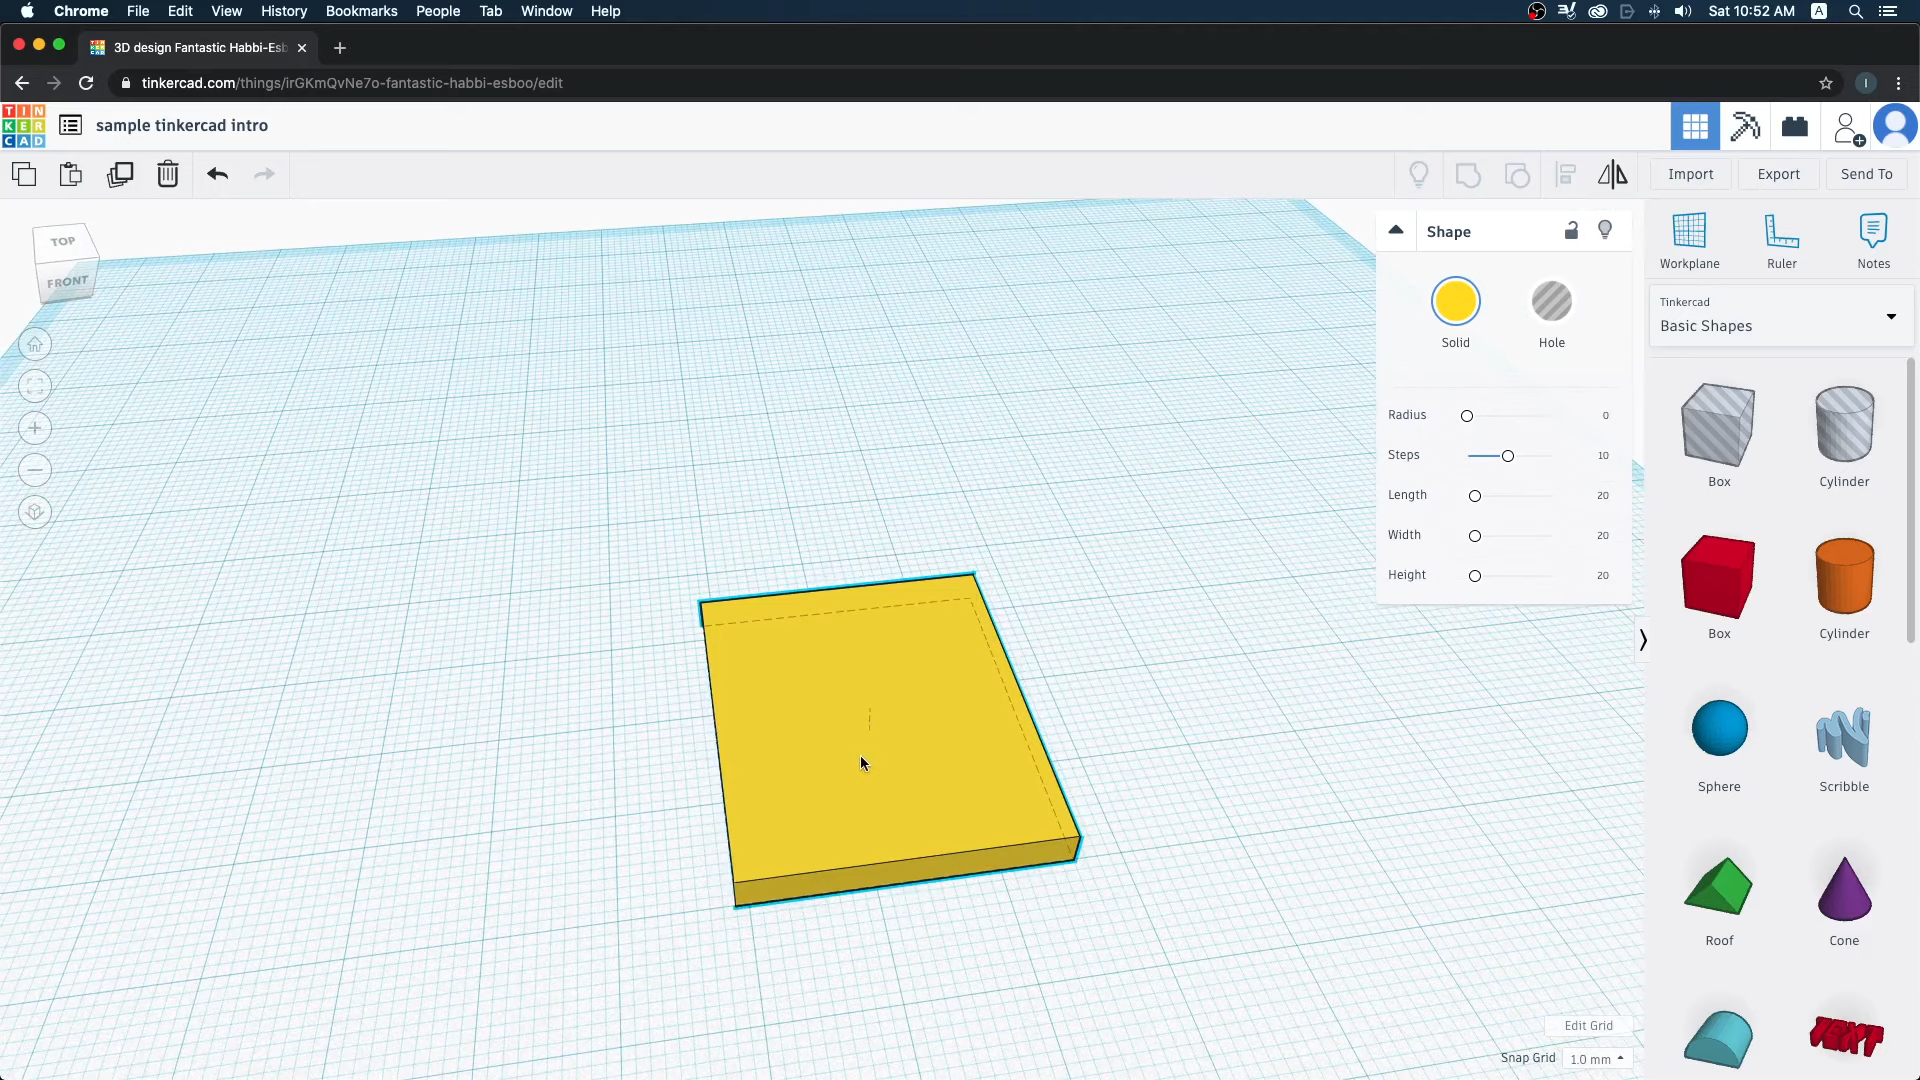 Chrome File Edit View History Bookmarks People Tab Window Help Sat 10:52 AM A
3D design Fantastic Habbi-Esb
tinkercad.com/things/irGKmQvNe7o-fantastic-habbi-esboo/edit I
TIN
KER
CAD
sample tinkercad intro
Import Export Send To
TOP
FRONT
Shape
Solid Hole
Radius 0
Steps 10
Length 20
Width 20
Height 20
Workplane Ruler Notes
Tinkercad
Basic Shapes
Box Cylinder
Box Cylinder
Sphere Scribble
Roof Cone
TEXT
Edit Grid
Snap Grid 1.0 mm